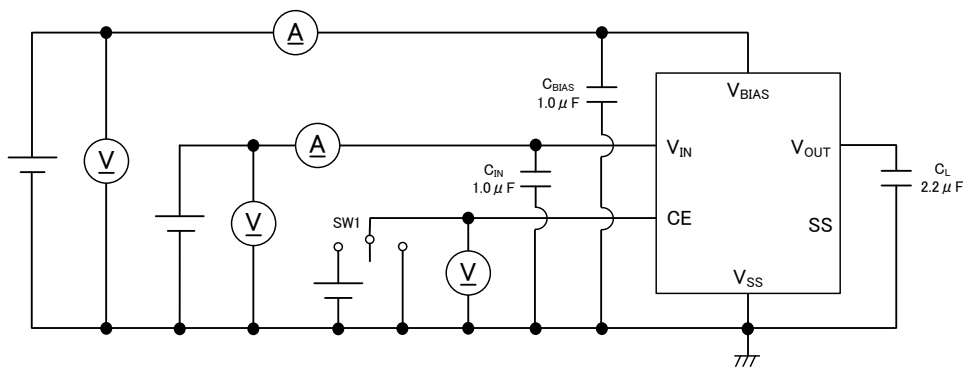 A
C_BIAS
1.0μF
V_BIAS
V
A
V_IN
V_OUT
C_IN
1.0μF
C_L
2.2μF
V
SW1
CE
SS
V
V_SS